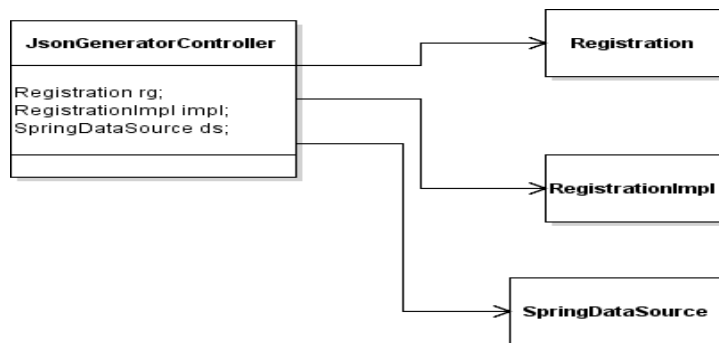 JsonGeneratorController
Registration rg;
RegistrationImpl impl;
SpringDataSource ds;
Registration
RegistrationImpl
SpringDataSource